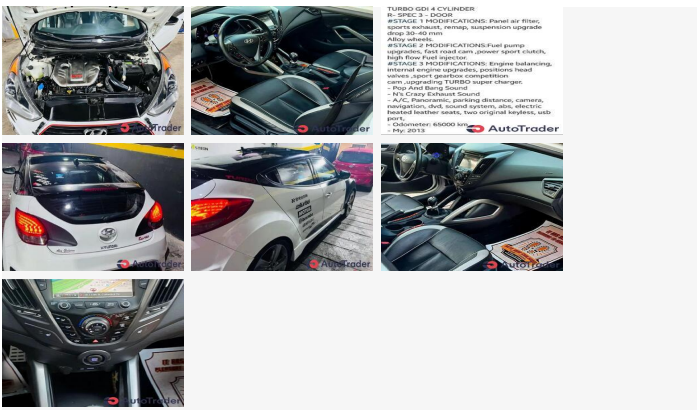 TURBO GDI 4 CYLINDER
R- SPEC 3 - DOOR
#STAGE 1 MODIFICATIONS: Panel air filter,
sports exhaust, remap, suspension upgrade
drop 30-40 mm
Alloy wheels.
#STAGE 2 MODIFICATIONS:Fuel pump
upgrades, fast road cam ,power sport clutch,
high flow Fuel injector.
#STAGE 3 MODIFICATIONS: Engine balancing,
internal engine upgrades, positions head
valves ,sport gearbox competition
cam ,upgrading TURBO super charger.
- Pop And Bang Sound
- N's Crazy Exhaust Sound
- A/C, Panoramic, parking distance, camera,
navigation, dvd, sound system, abs, electric
heated leather seats, two original keyless, usb
port,
- Odometer: 65000 km
- My: 2013
AutoTrader
AutoTrader
AutoTrader
AutoTrader
AutoTrader
AutoTrader
AutoTrader